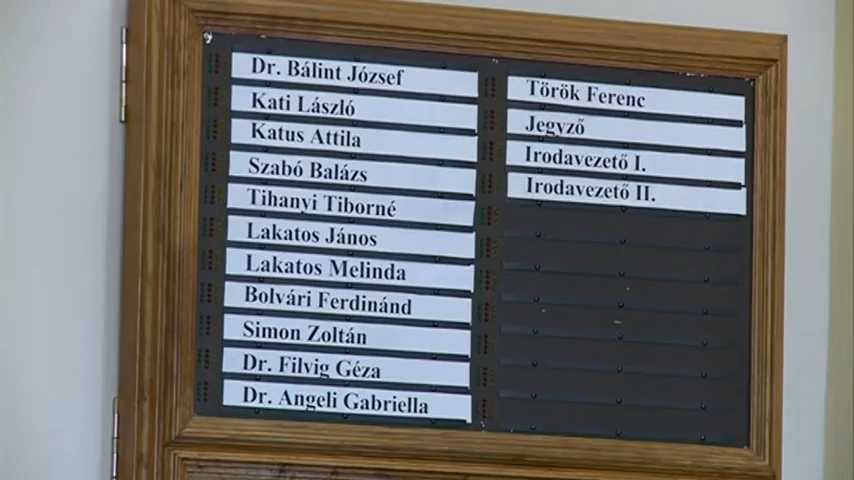 Dr. Bálint József
Kati László
Katus Attila
Szabó Balázs
Tihanyi Tiborné
Lakatos János
Lakatos Melinda
Bolvári Ferdinánd
Simon Zoltán
Dr. Filvig Géza
Dr. Angeli Gabriella
Török Ferenc
Jegyző
Irodavezető I.
Irodavezető II.